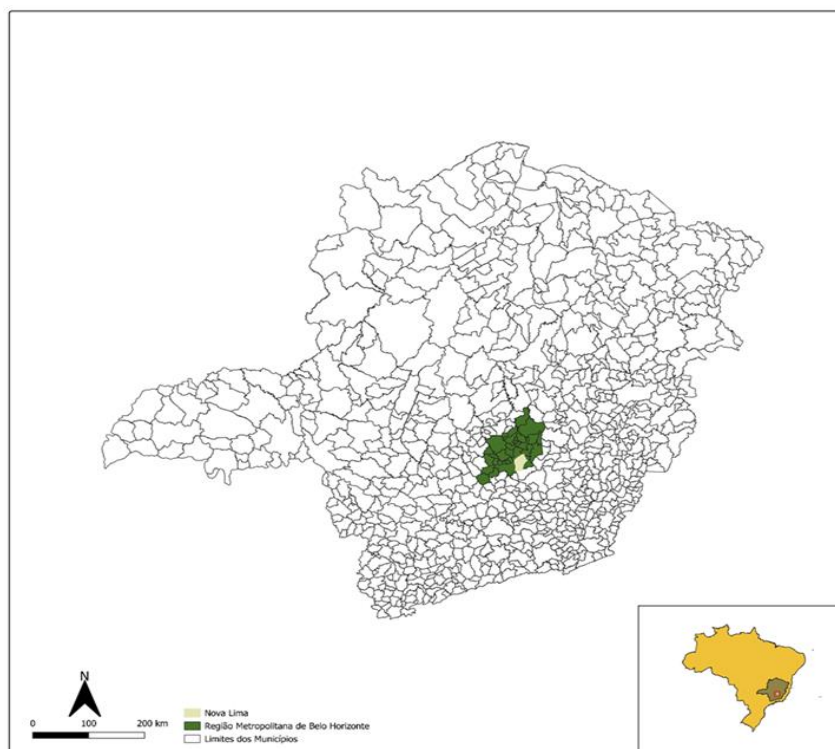 N
0 100 200 km
Nova Lima
Região Metropolitana de Belo Horizonte
Limites dos Municípios